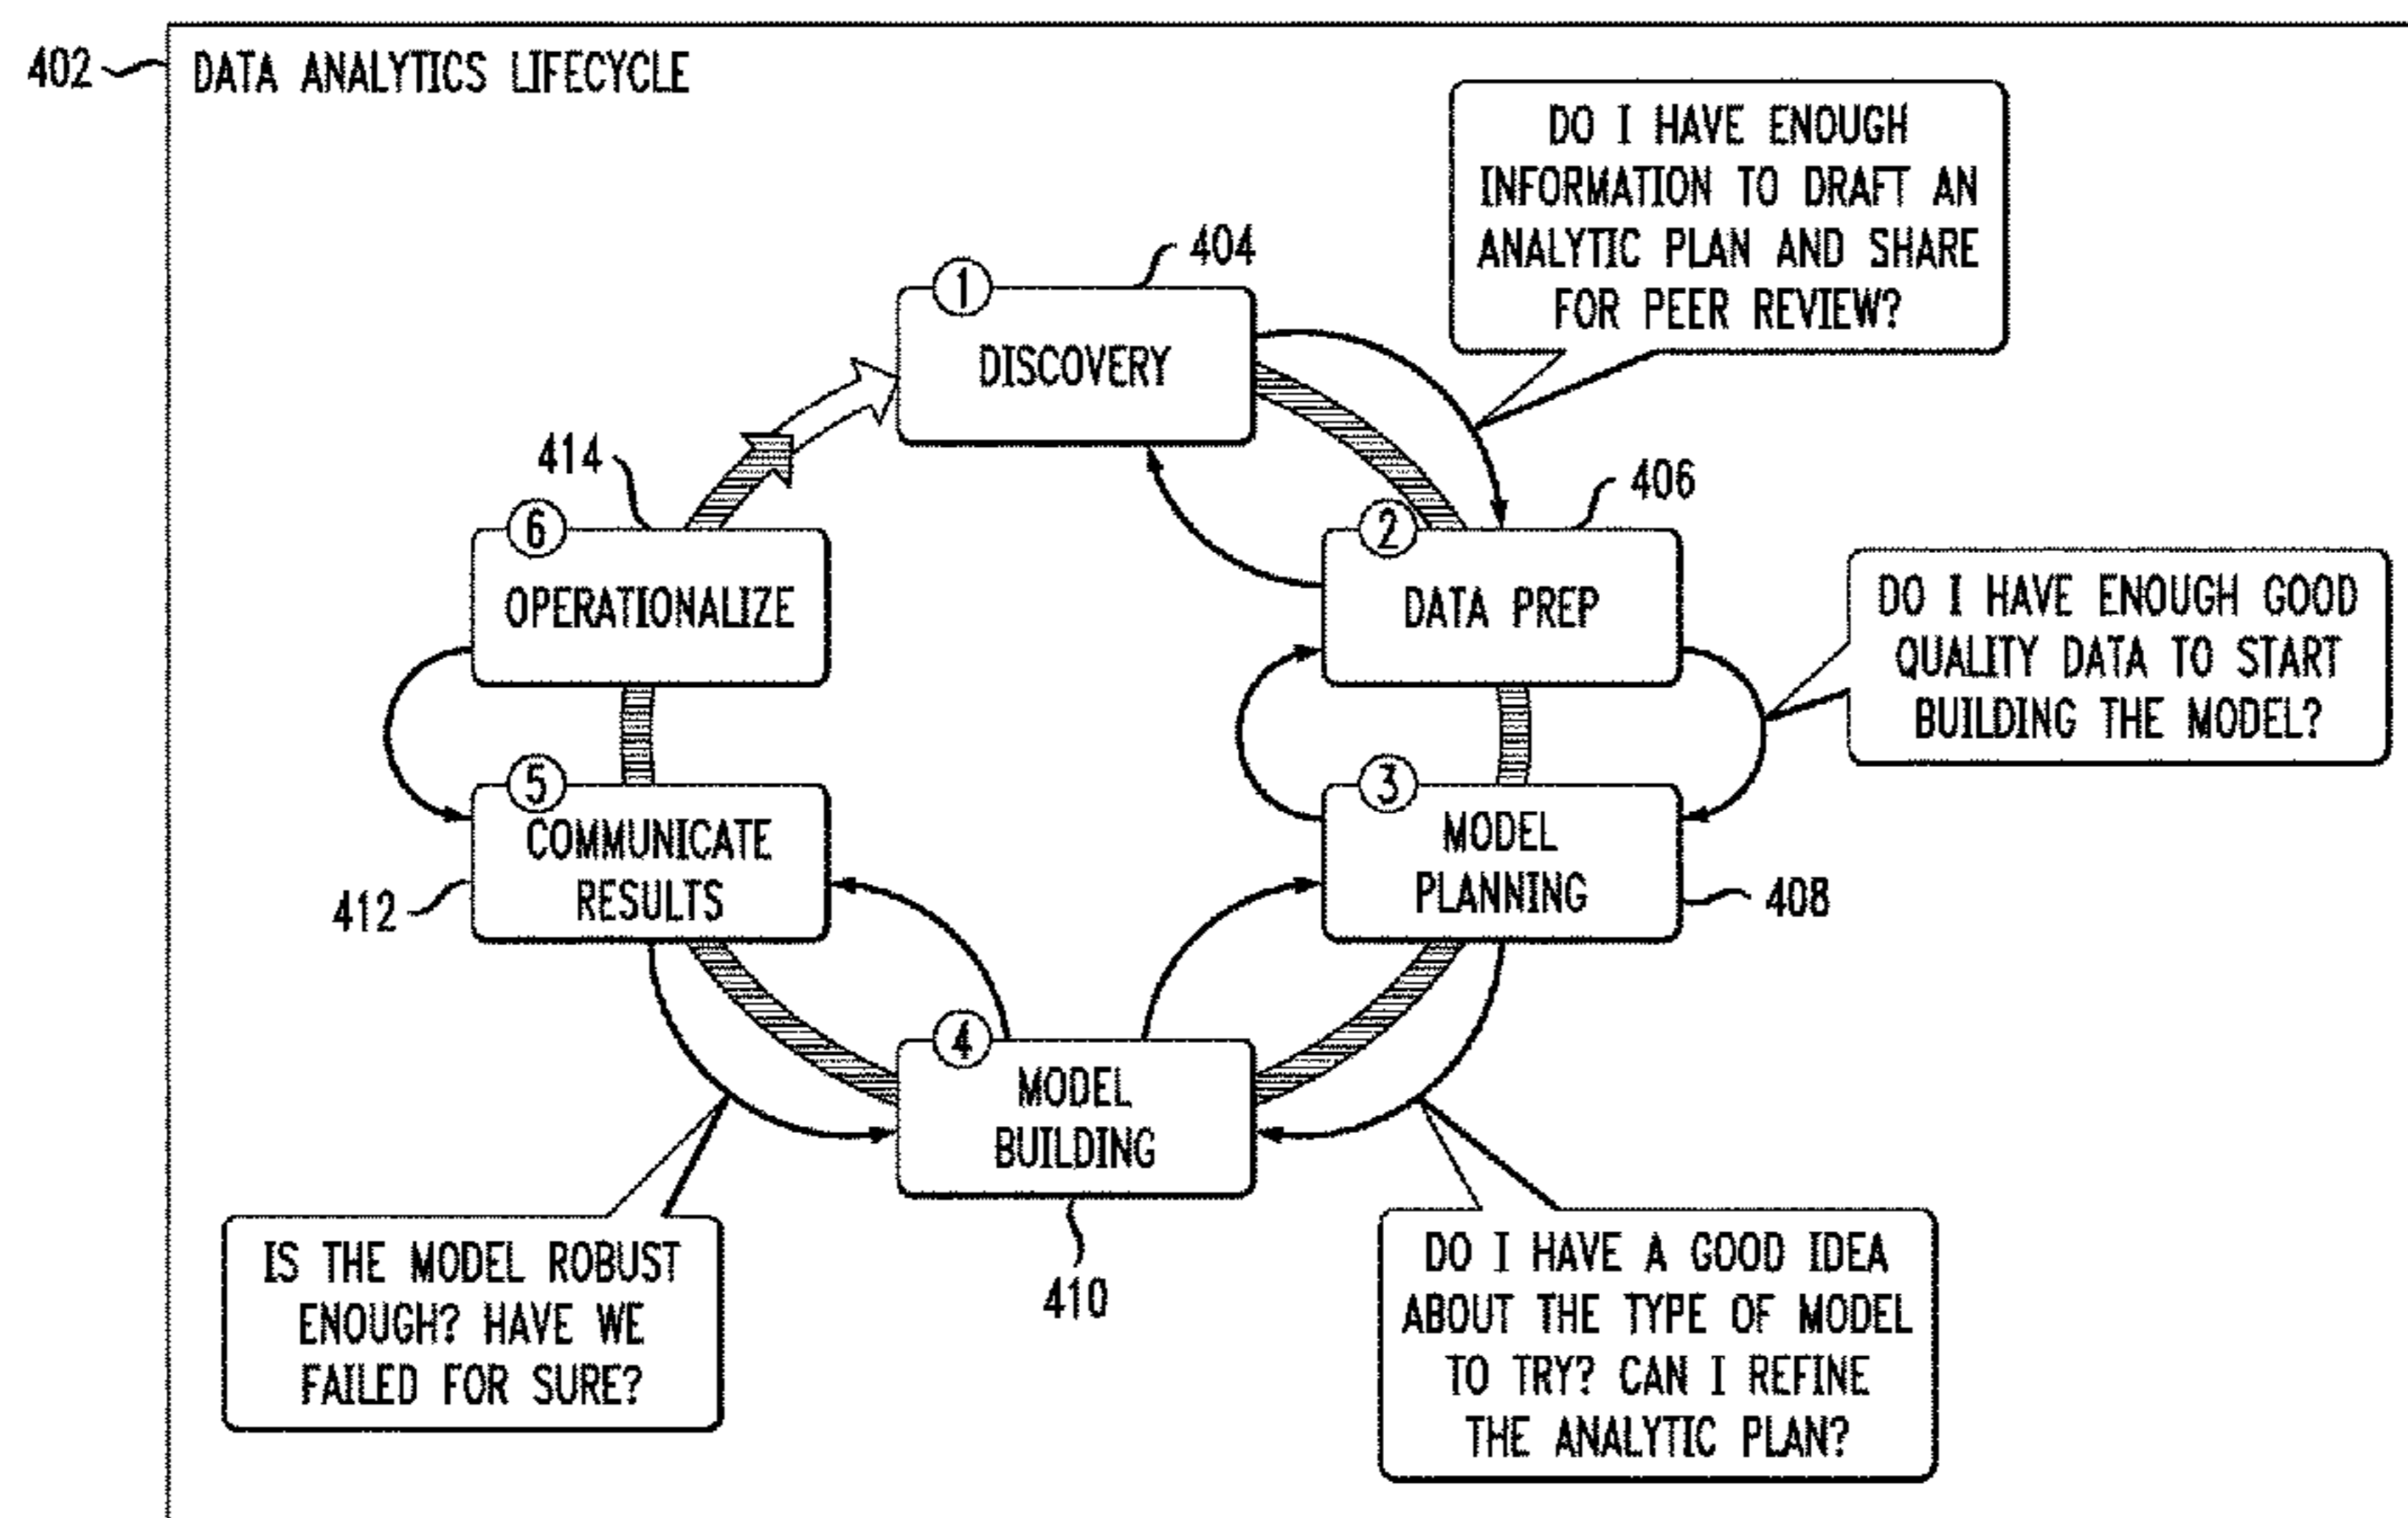 402
DATA ANALYTICS LIFECYCLE
DO I HAVE ENOUGH
INFORMATION TO DRAFT AN
ANALYTIC PLAN AND SHARE
FOR PEER REVIEW?
404
1
DISCOVERY
414
406
6
OPERATIONALIZE
2
DATA PREP
DO I HAVE ENOUGH GOOD
QUALITY DATA TO START
BUILDING THE MODEL?
5
COMMUNICATE
RESULTS
412
3
MODEL
PLANNING
408
4
MODEL
BUILDING
410
IS THE MODEL ROBUST
ENOUGH? HAVE WE
FAILED FOR SURE?
DO I HAVE A GOOD IDEA
ABOUT THE TYPE OF MODEL
TO TRY? CAN I REFINE
THE ANALYTIC PLAN?